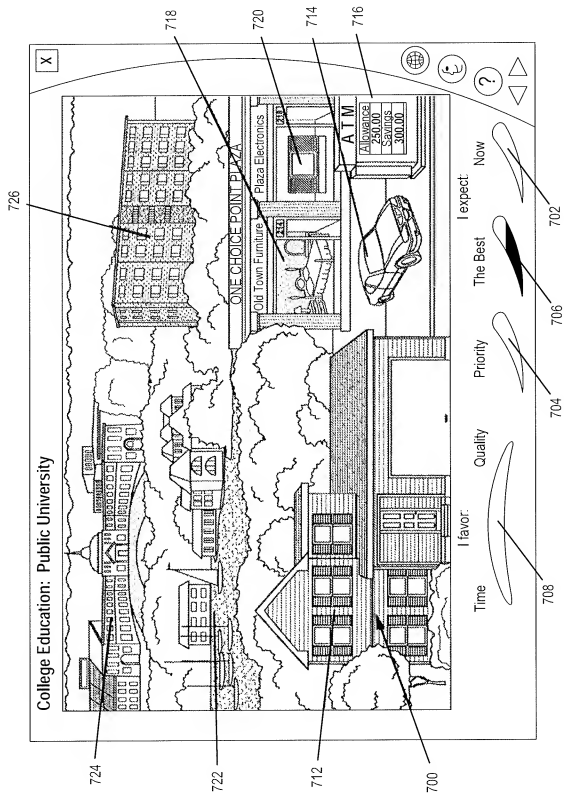 College Education: Public University
X
ONE CHOICE POINT PLAZA
Old Town Furniture
Plaza Electronics
218
ATM
Allowance
250.00
Savings
300.00
?
Time
I favor:
Quality
Priority
The Best
I expect:
Now
700
702
704
706
708
712
714
716
718
720
722
724
726